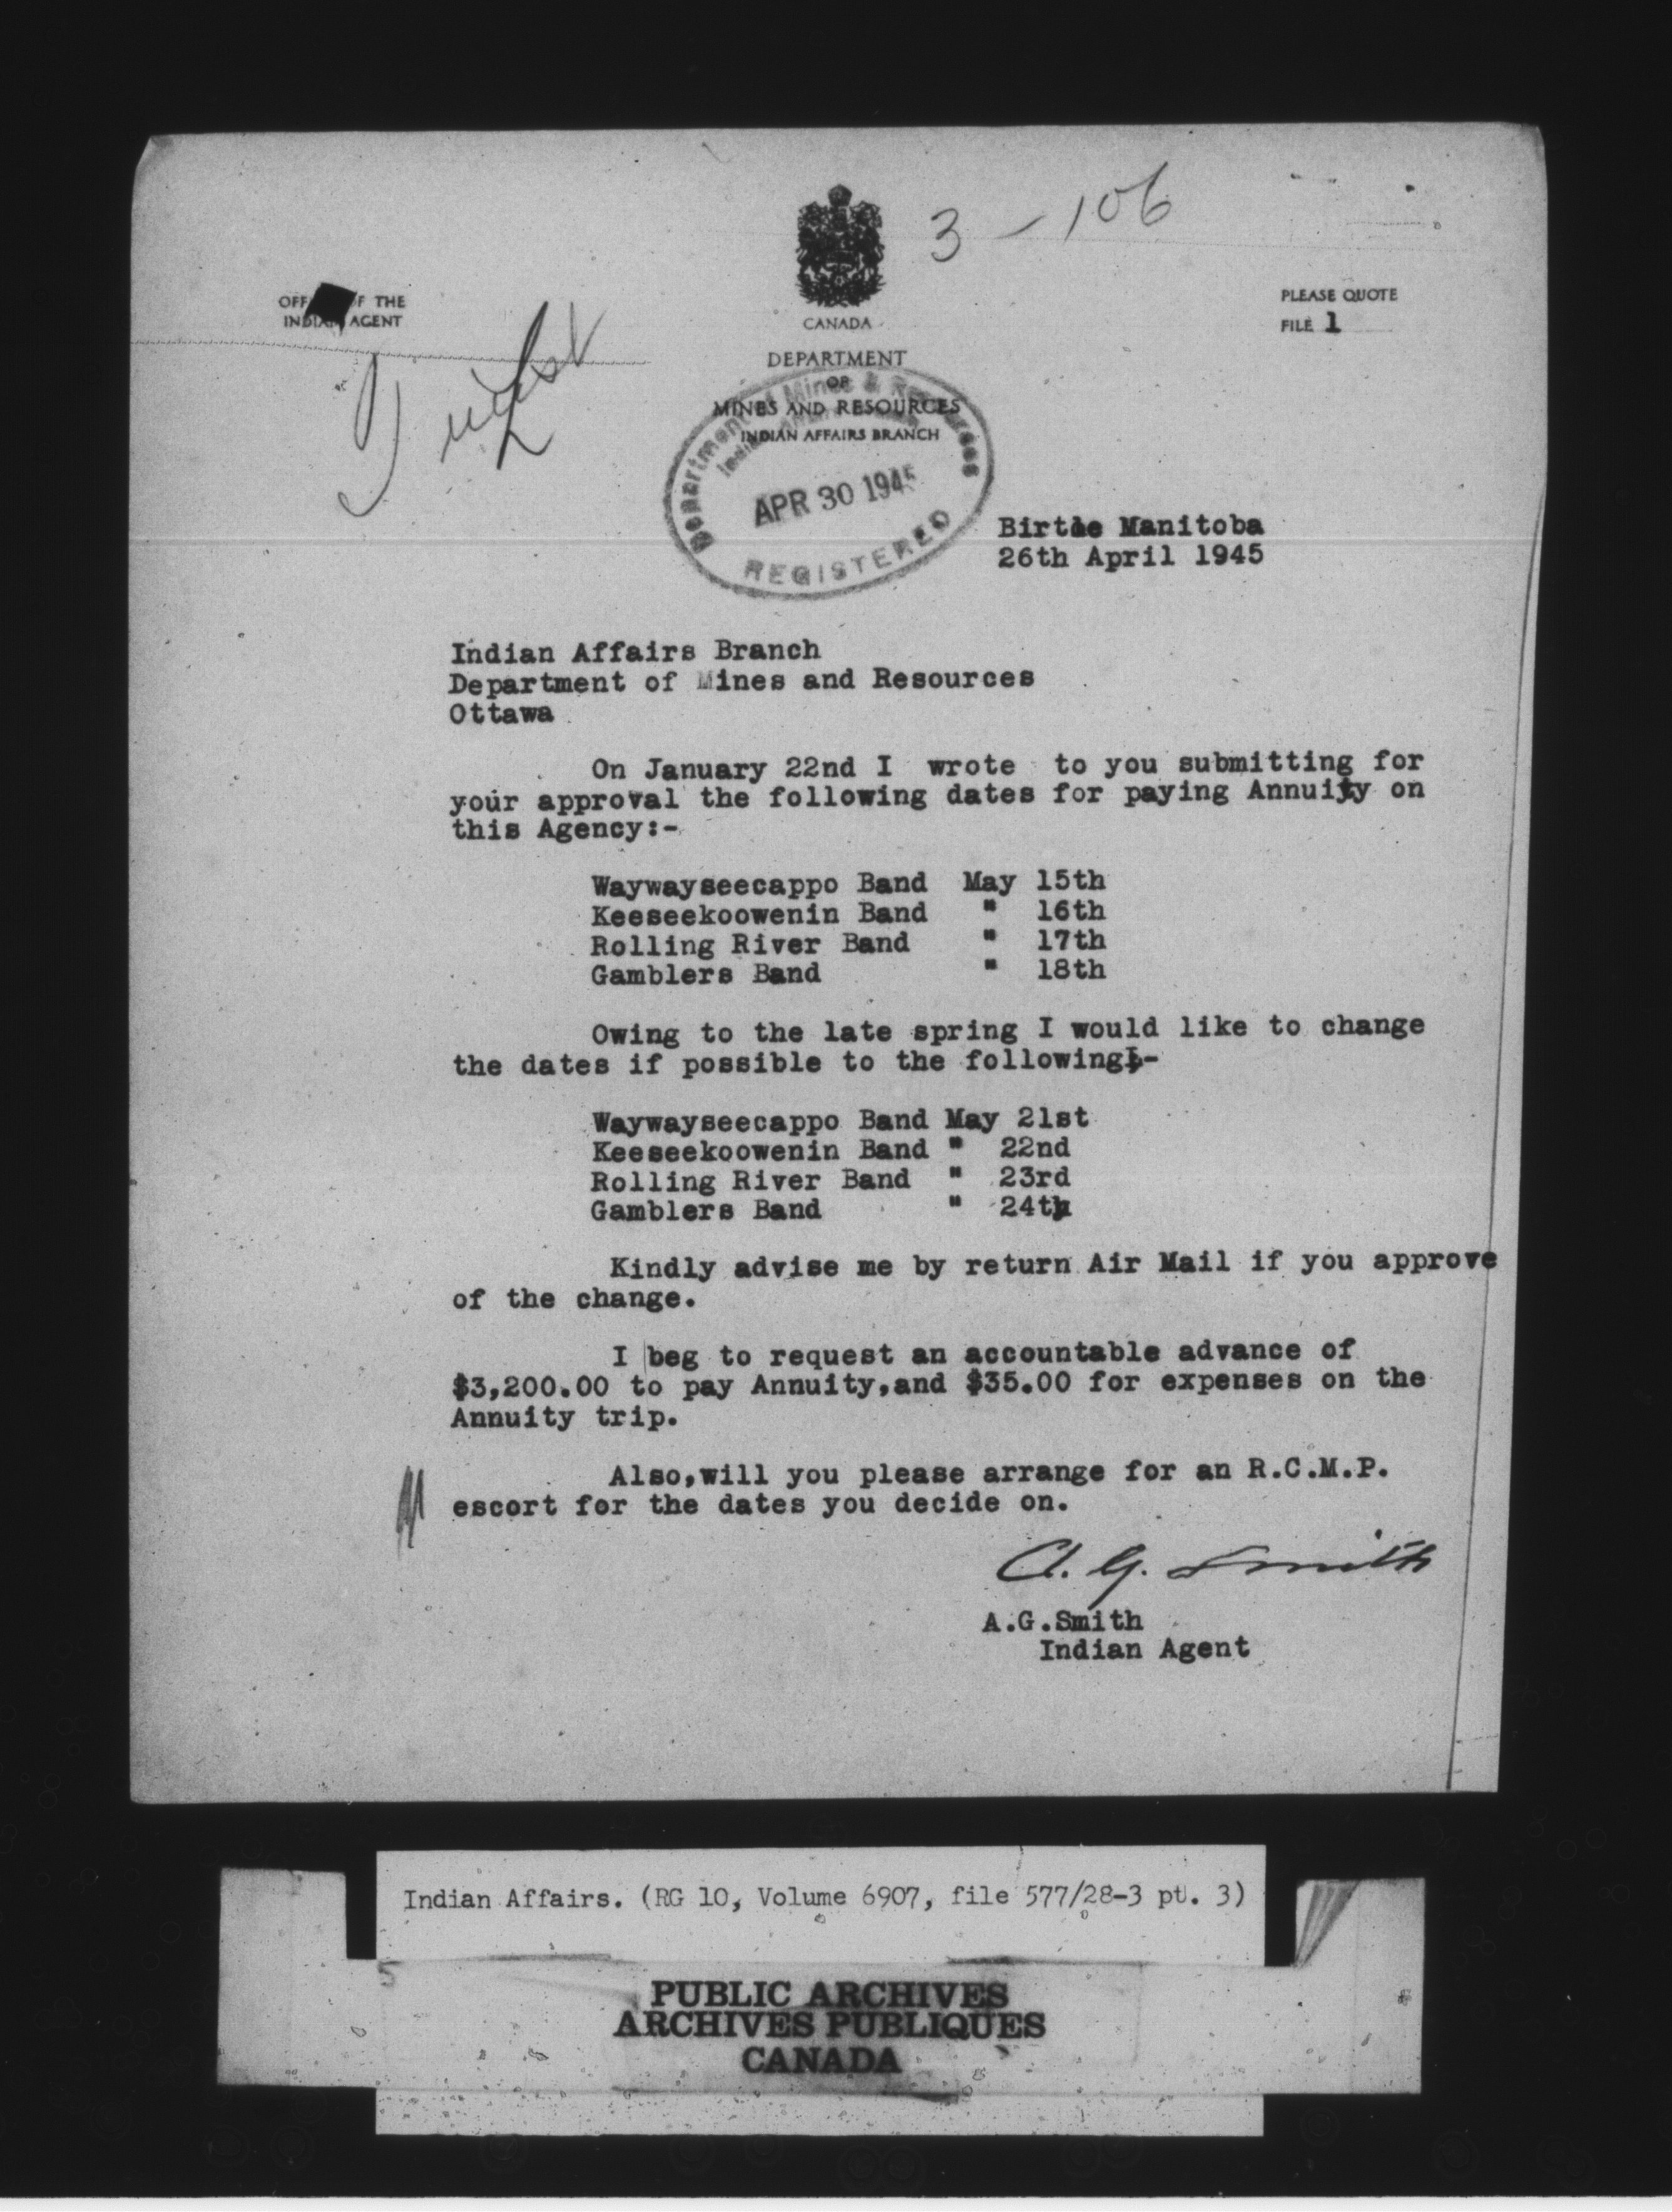 3 - 106
OFF F THE
INDIAN AGENT
CANADA
PLEASE QUOTE
FILE 1
DEPARTMENT
OF
MINES AND RESOURCES
INDIAN AFFAIRS BRANCH
Department of Mines & Resources
Indian Affairs
APR 30 1945
REGISTERED
Birtle Manitoba
26th April 1945
Indian Affairs Branch
Department of Mines and Resources
Ottawa
On January 22nd I wrote to you submitting for
your approval the following dates for paying Annuity on
this Agency:-
Waywayseecappo Band May 15th
Keeseekoowenin Band " 16th
Rolling River Band " 17th
Gamblers Band " 18th
Owing to the late spring I would like to change
the dates if possible to the following:-
Waywayseecappo Band May 21st
Keeseekoowenin Band " 22nd
Rolling River Band " 23rd
Gamblers Band " 24th
Kindly advise me by return Air Mail if you approve
of the change.
I beg to request an accountable advance of
$3,200.00 to pay Annuity,and $35.00 for expenses on the
Annuity trip.
Also,will you please arrange for an R.C.M.P.
escort for the dates you decide on.
A. G. Smith
A.G.Smith
Indian Agent
Indian Affairs. (RG 10, Volume 6907, file 577/28-3 pt. 3)
PUBLIC ARCHIVES
ARCHIVES PUBLIQUES
CANADA